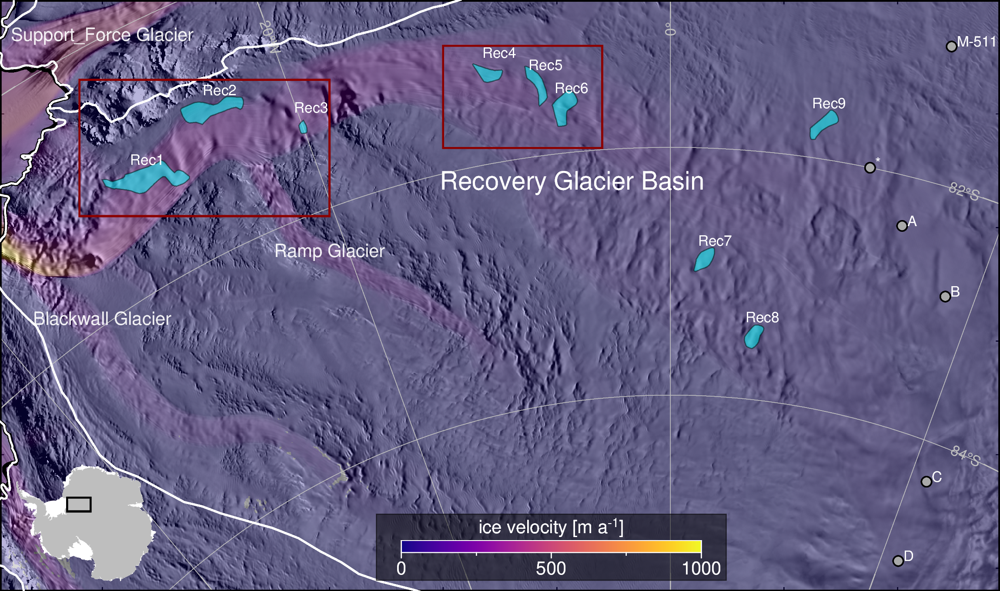 Support_Force Glacier
20°W
0°
M-511
Rec4
Rec5
Rec6
Rec2
Rec3
Rec9
Rec1
*
Recovery Glacier Basin
82°S
A
Rec7
Ramp Glacier
B
Rec8
Blackwall Glacier
84°S
C
ice velocity [m a⁻¹]
0 500 1000
D